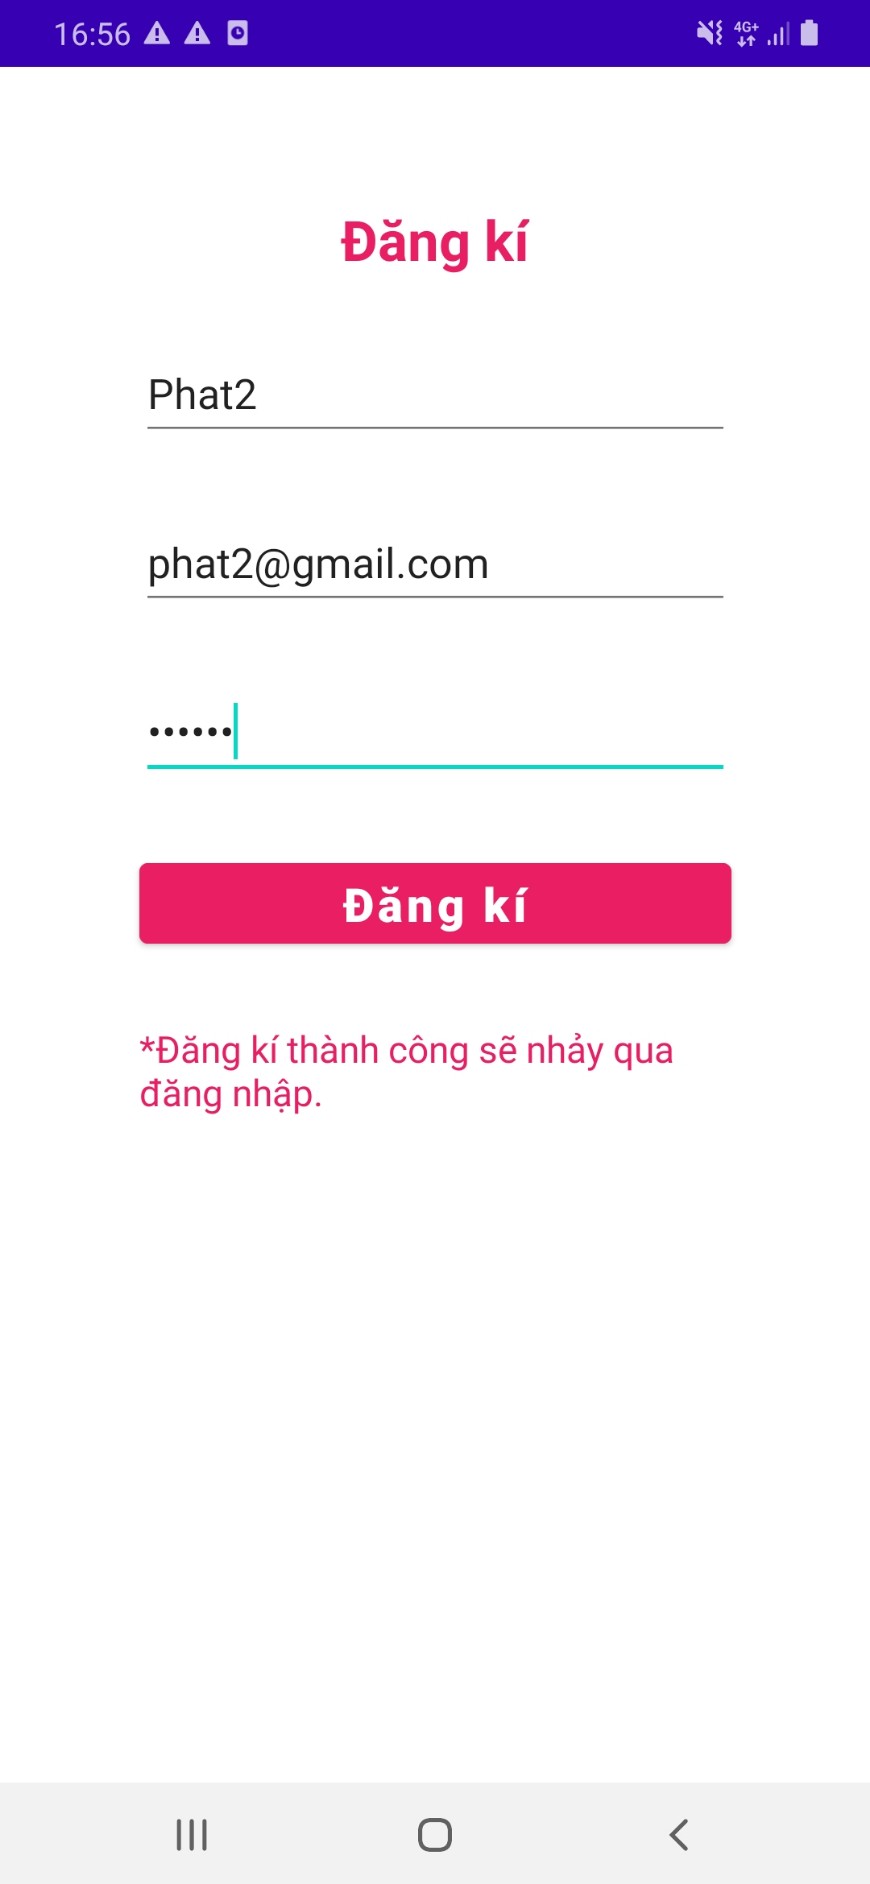 16:56
4G+
Đăng kí
Phat2
phat2@gmail.com
••••••
Đăng kí
*Đăng kí thành công sẽ nhảy qua
đăng nhập.